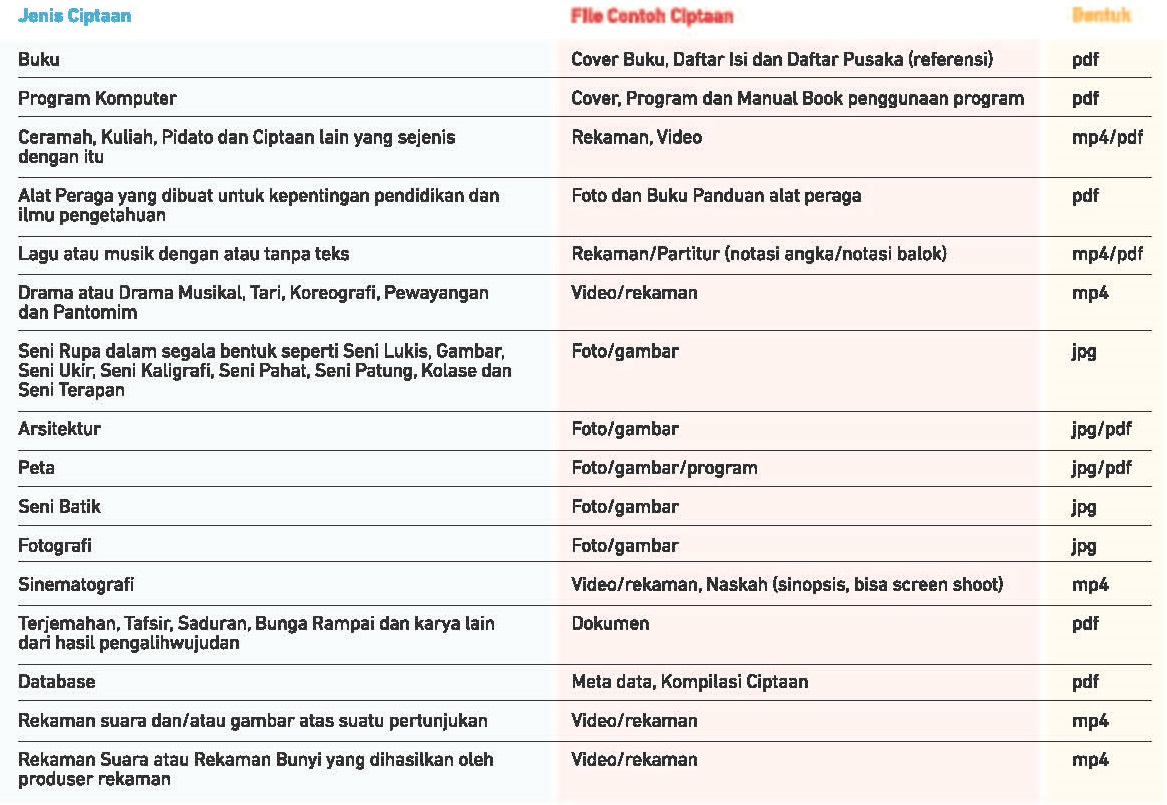 Jenis Ciptaan File Contoh Ciptaan Bentuk
Buku Cover Buku, Daftar Isi dan Daftar Pusaka (referensi) pdf
Program Komputer Cover, Program dan Manual Book penggunaan program pdf
Ceramah, Kuliah, Pidato dan Ciptaan lain yang sejenis Rekaman, Video mp4/pdf
dengan itu
Alat Peraga yang dibuat untuk kepentingan pendidikan dan Foto dan Buku Panduan alat peraga pdf
ilmu pengetahuan
Lagu atau musik dengan atau tanpa teks Rekaman/Partitur (notasi angka/notasi balok) mp4/pdf
Drama atau Drama Musikal, Tari, Koreografi, Pewayangan Video/rekaman mp4
dan Pantomim
Seni Rupa dalam segala bentuk seperti Seni Lukis, Gambar, Foto/gambar jpg
Seni Ukir, Seni Kaligrafi, Seni Pahat, Seni Patung, Kolase dan
Seni Terapan
Arsitektur Foto/gambar jpg/pdf
Peta Foto/gambar/program jpg/pdf
Seni Batik Foto/gambar jpg
Fotografi Foto/gambar jpg
Sinematografi Video/rekaman, Naskah (sinopsis, bisa screen shoot) mp4
Terjemahan, Tafsir, Saduran, Bunga Rampai dan karya lain Dokumen pdf
dari hasil pengalihwujudan
Database Meta data, Kompilasi Ciptaan pdf
Rekaman suara dan/atau gambar atas suatu pertunjukan Video/rekaman mp4
Rekaman Suara atau Rekaman Bunyi yang dihasilkan oleh Video/rekaman mp4
produser rekaman